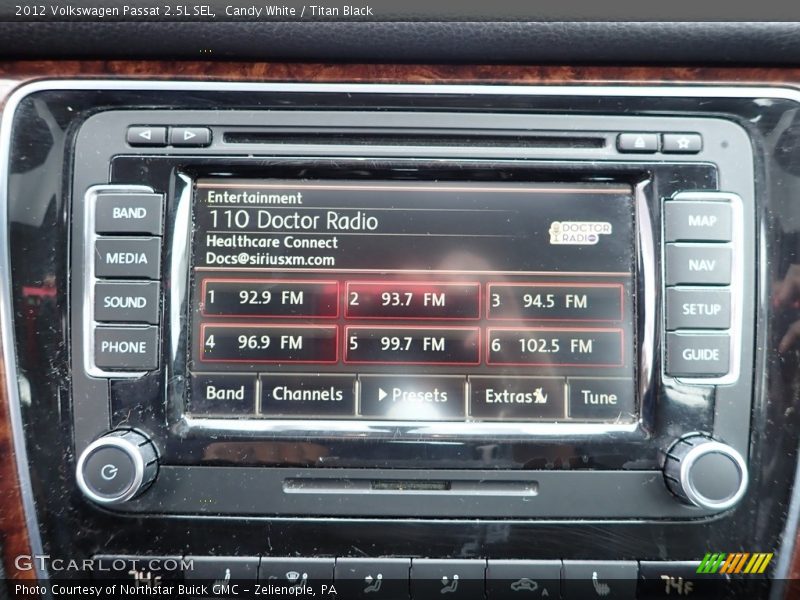 2012 Volkswagen Passat 2.5L SEL,  Candy White / Titan Black
BAND
MEDIA
SOUND
PHONE
MAP
NAV
SETUP
GUIDE
Entertainment
110 Doctor Radio
DOCTOR
RADIO
Healthcare Connect
Docs@siriusxm.com
1 92.9 FM
2 93.7 FM
3 94.5 FM
4 96.9 FM
5 99.7 FM
6 102.5 FM
Band
Channels
Presets
Extras
Tune
GTcarlot.com
74°F
74°F
Photo Courtesy of Northstar Buick GMC - Zelienople, PA